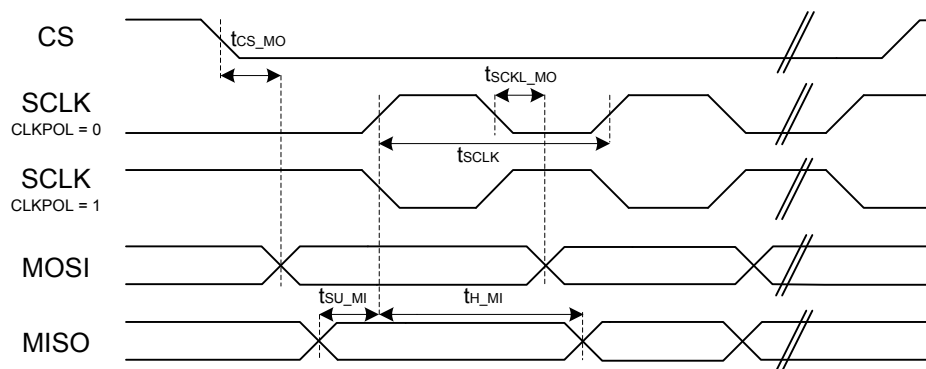 CS
tCS_MO
SCLK
CLKPOL = 0
tSCKL_MO
tSCLK
SCLK
CLKPOL = 1
MOSI
tSU_MI
tH_MI
MISO